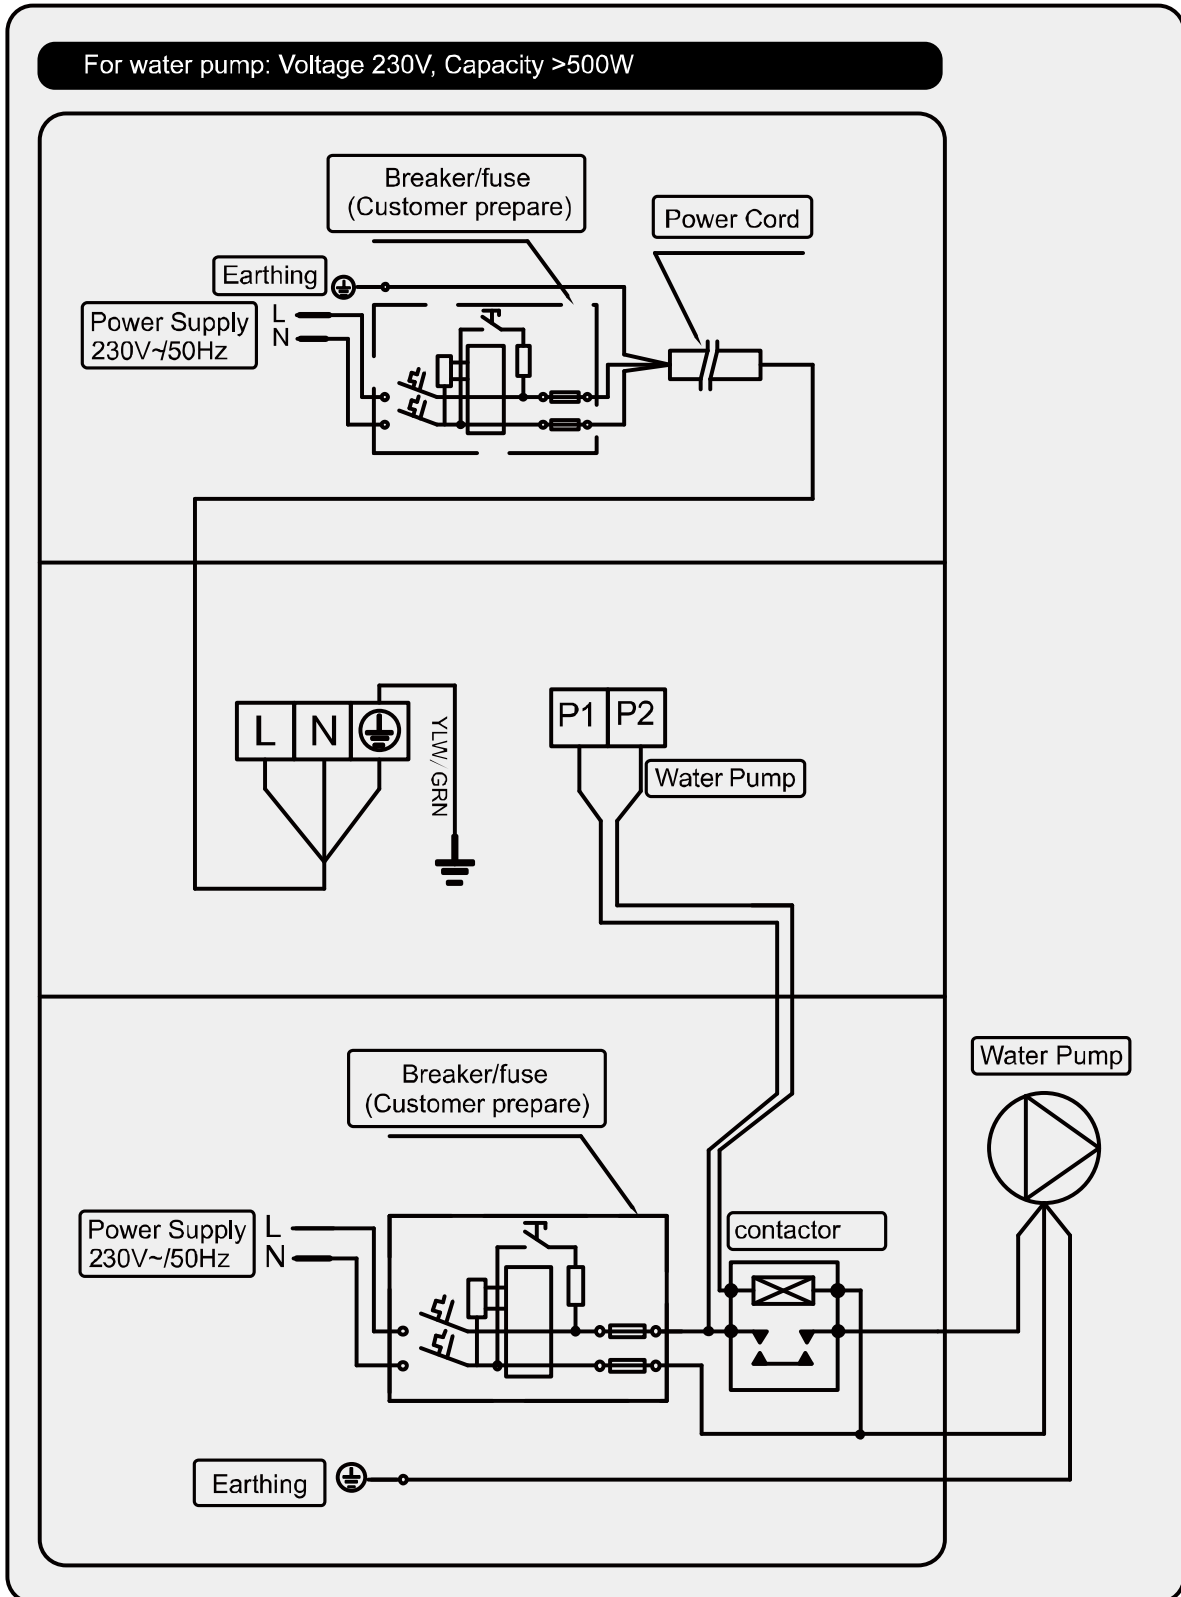 For water pump: Voltage 230V, Capacity >500W
Breaker/fuse
(Customer prepare)
Power Cord
Earthing
Power Supply
230V~/50Hz
L
N
L N
YLW/GRN
P1 P2
Water Pump
Breaker/fuse
(Customer prepare)
Water Pump
Power Supply
230V~/50Hz
L
N
contactor
Earthing